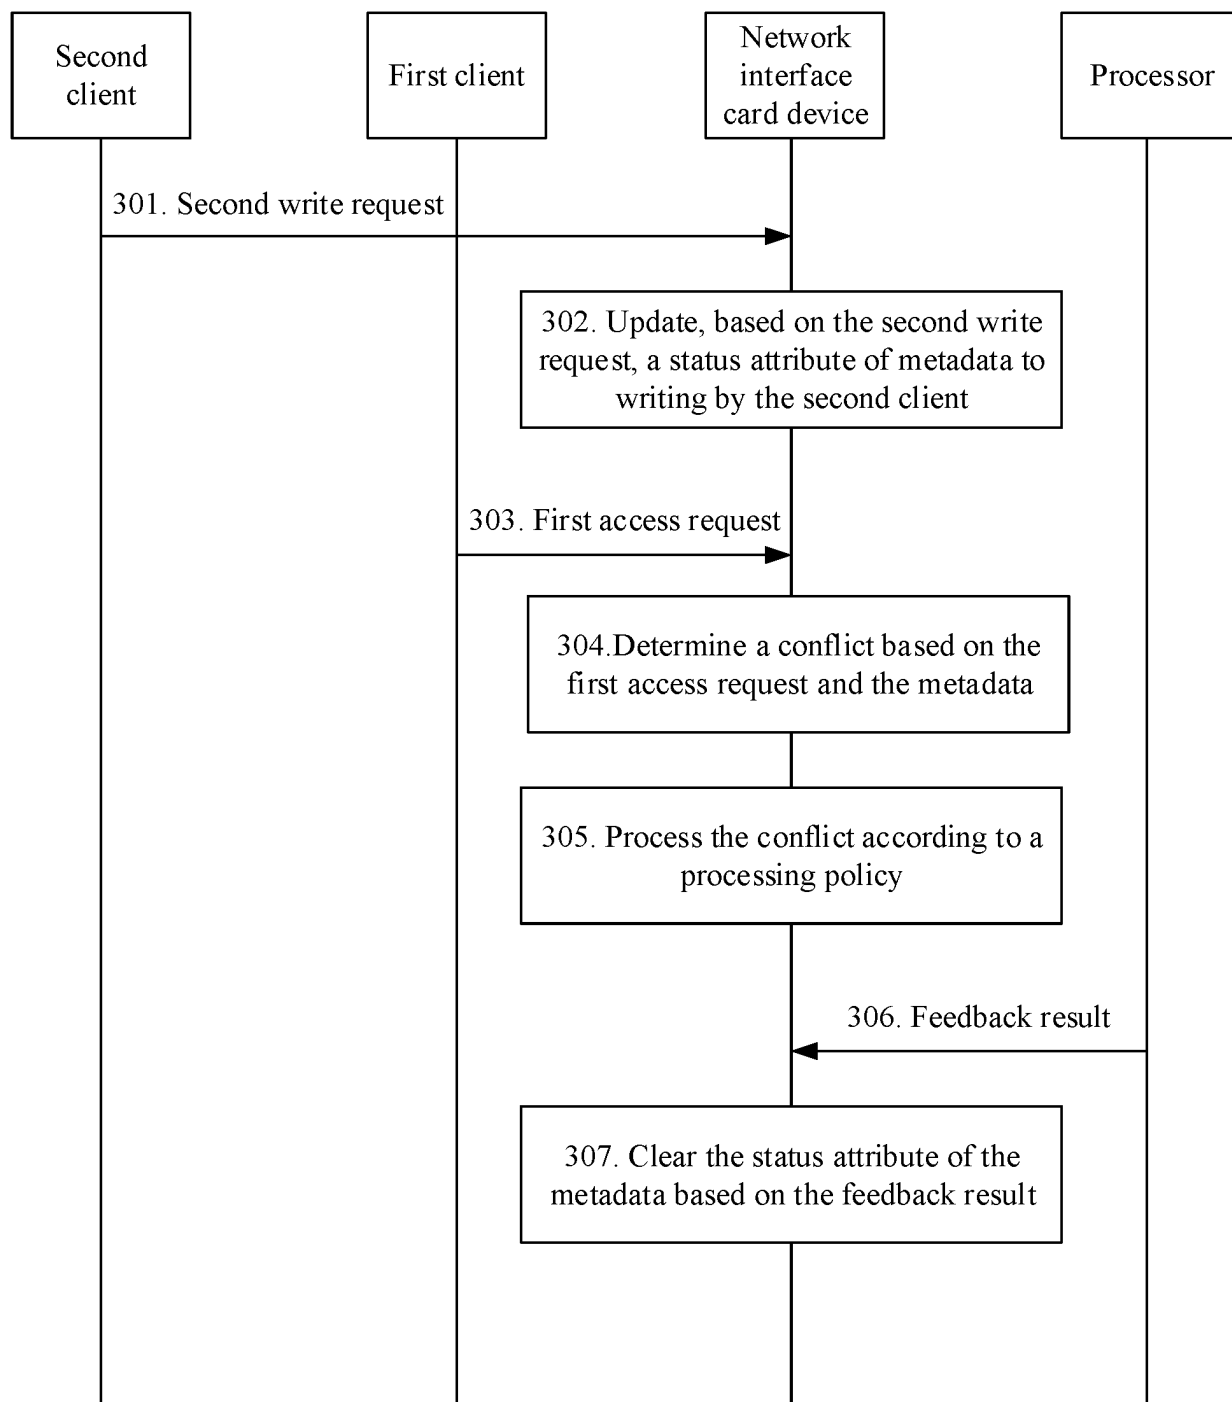 Second
client
First client
Network
interface
card device
Processor
301. Second write request
302. Update, based on the second write
request, a status attribute of metadata to
writing by the second client
303. First access request
304.Determine a conflict based on the
first access request and the metadata
305. Process the conflict according to a
processing policy
306. Feedback result
307. Clear the status attribute of the
metadata based on the feedback result